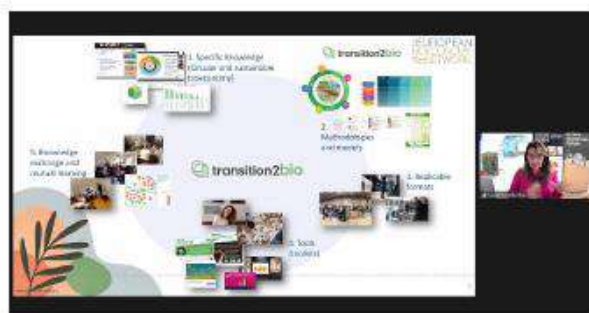 transition2bio
EUROPEAN
BIOECONOMY
NETWORK
1. Specific Knowledge
(circular and sustainable
bioeconomy)
2.
Methodologies
and models
5. Knowledge
exchange and
mutual learning
transition2bio
3. Replicable
formats
4. Tools
(toolkits)